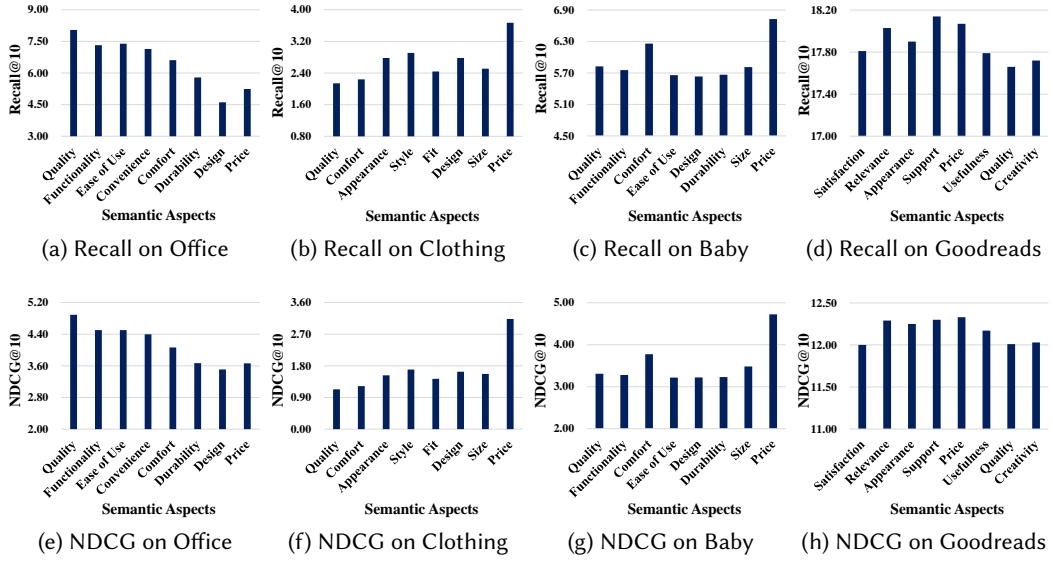 9.00
7.50
6.00
4.50
3.00
Recall@10
Quality
Functionality
Ease of Use
Convenience
Comfort
Durability
Design
Price
Semantic Aspects
(a) Recall on Office
4.00
3.20
2.40
1.60
0.80
Recall@10
Quality
Comfort
Appearance
Style
Fit
Design
Size
Price
Semantic Aspects
(b) Recall on Clothing
6.90
6.30
5.70
5.10
4.50
Recall@10
Quality
Functionality
Comfort
Ease of Use
Design
Durability
Size
Price
Semantic Aspects
(c) Recall on Baby
18.20
17.80
17.40
17.00
Recall@10
Satisfaction
Relevance
Appearance
Support
Price
Usefulness
Quality
Creativity
Semantic Aspects
(d) Recall on Goodreads
5.20
4.40
3.60
2.80
2.00
NDCG@10
Quality
Functionality
Ease of Use
Convenience
Comfort
Durability
Design
Price
Semantic Aspects
(e) NDCG on Office
3.60
2.70
1.80
0.90
0.00
NDCG@10
Quality
Comfort
Appearance
Style
Fit
Design
Size
Price
Semantic Aspects
(f) NDCG on Clothing
5.00
4.00
3.00
2.00
NDCG@10
Quality
Functionality
Comfort
Ease of Use
Design
Durability
Size
Price
Semantic Aspects
(g) NDCG on Baby
12.50
12.00
11.50
11.00
NDCG@10
Satisfaction
Relevance
Appearance
Support
Price
Usefulness
Quality
Creativity
Semantic Aspects
(h) NDCG on Goodreads